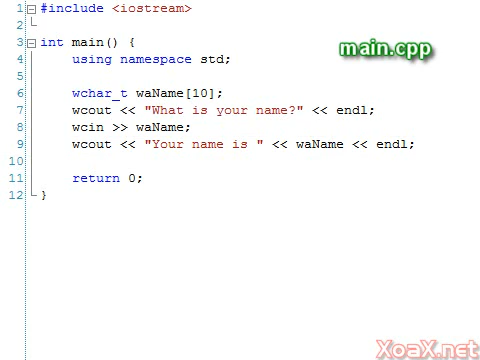 1 #include <iostream>
2
3 int main() {
4     using namespace std;
5
6     wchar_t waName[10];
7     wcout << "What is your name?" << endl;
8     wcin >> waName;
9     wcout << "Your name is " << waName << endl;
10
11     return 0;
12 }
main.cpp
XoaX.net